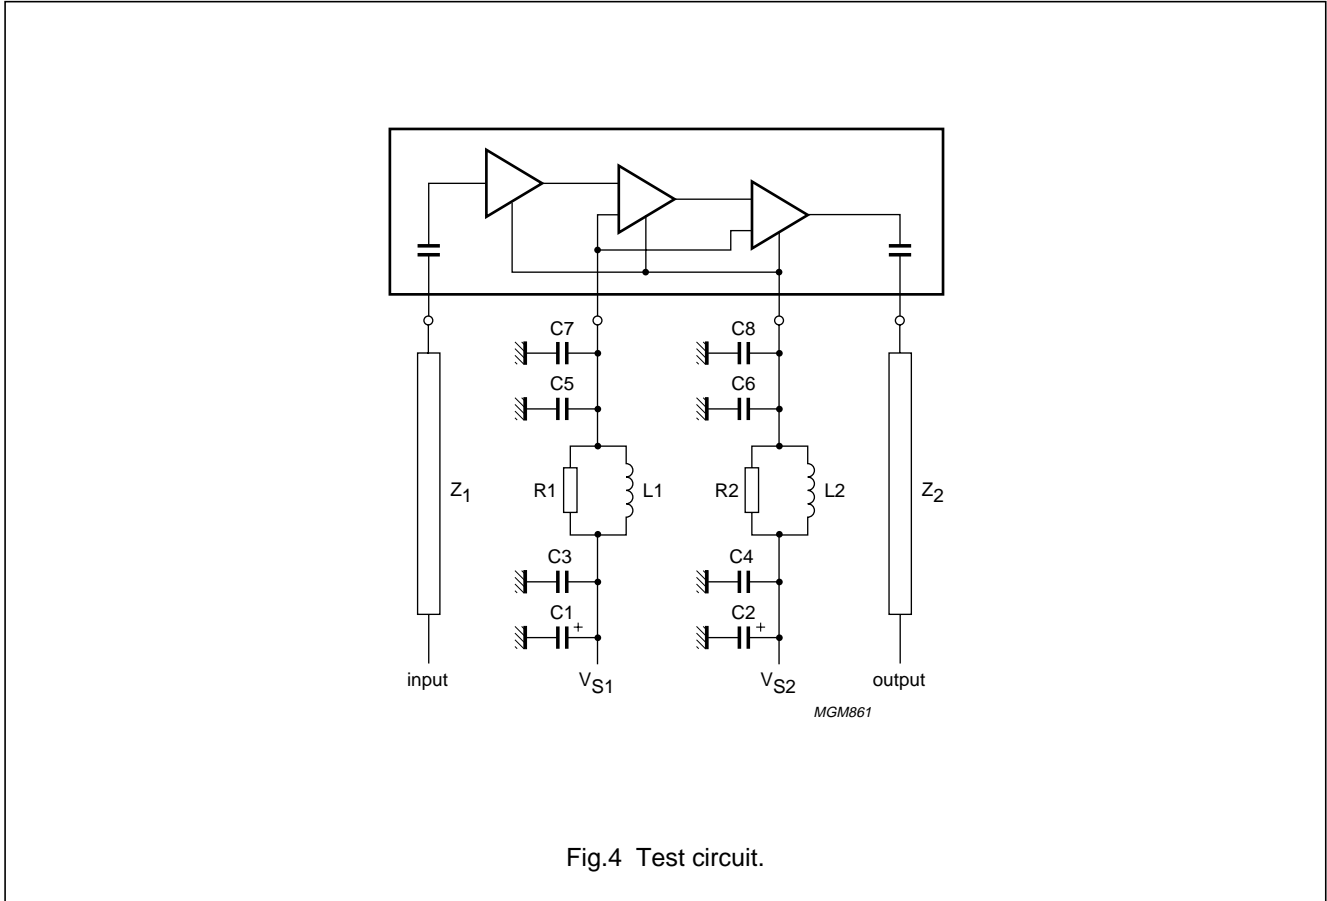 C7
C8
C5
C6
Z1
R1
L1
R2
L2
Z2
C3
C4
C1
+
C2
+
input
VS1
VS2
output
MGM861
Fig.4 Test circuit.